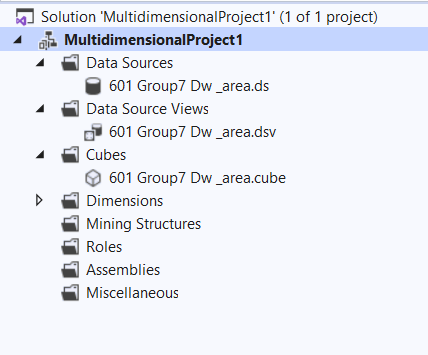 Solution 'MultidimensionalProject1' (1 of 1 project)
MultidimensionalProject1
Data Sources
601 Group7 Dw _area.ds
Data Source Views
601 Group7 Dw _area.dsv
Cubes
601 Group7 Dw _area.cube
Dimensions
Mining Structures
Roles
Assemblies
Miscellaneous